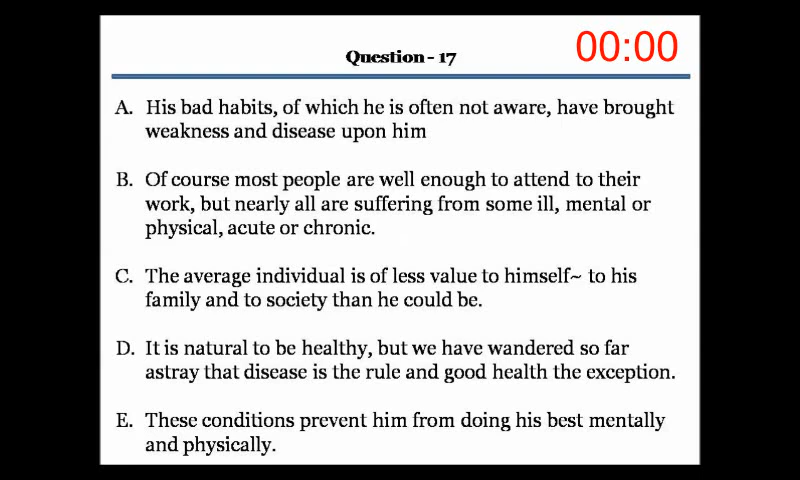 Question - 17
00:00
A. His bad habits, of which he is often not aware, have brought
weakness and disease upon him
B. Of course most people are well enough to attend to their
work, but nearly all are suffering from some ill, mental or
physical, acute or chronic.
C. The average individual is of less value to himself~ to his
family and to society than he could be.
D. It is natural to be healthy, but we have wandered so far
astray that disease is the rule and good health the exception.
E. These conditions prevent him from doing his best mentally
and physically.